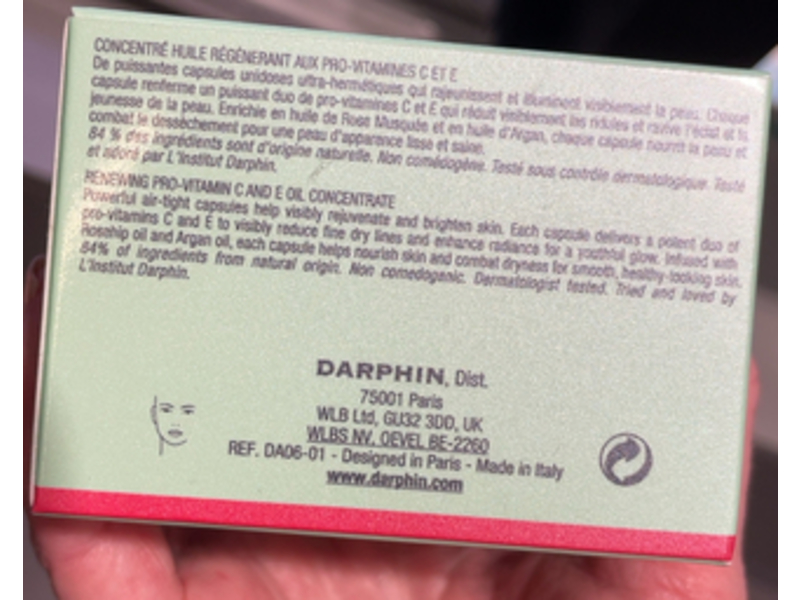 CONCENTRÉ HUILE RÉGÉNÉRANT AUX PRO-VITAMINES C ET E
De puissantes capsules unidoses ultra-hermétiques qui rajeunissent et illuminent visiblement la peau. Chaque
capsule renferme un puissant duo de pro-vitamines C et E qui réduit visiblement les ridules et ravive l'éclat et la
jeunesse de la peau. Enrichie en huile de Rose Musquée et en huile d'Argan, chaque capsule nourrit la peau et
combat le dessèchement pour une peau d'apparence lisse et saine.
84 % des ingrédients sont d'origine naturelle. Non comédogène. Testé sous contrôle dermatologique. Testé
et adoré par L'Institut Darphin.
RENEWING PRO-VITAMIN C AND E OIL CONCENTRATE
Powerful air-tight capsules help visibly rejuvenate and brighten skin. Each capsule delivers a potent duo of
pro-vitamins C and E to visibly reduce fine dry lines and enhance radiance for a youthful glow. Infused with
Rosehip oil and Argan oil, each capsule helps nourish skin and combat dryness for smooth, healthy-looking skin.
84% of ingredients from natural origin. Non comedogenic. Dermatologist tested. Tried and loved by
L'Institut Darphin.
DARPHIN, Dist.
75001 Paris
WLB Ltd, GU32 3DD, UK
WLBS NV, OEVEL BE-2260
REF. DA06-01 - Designed in Paris - Made in Italy
www.darphin.com